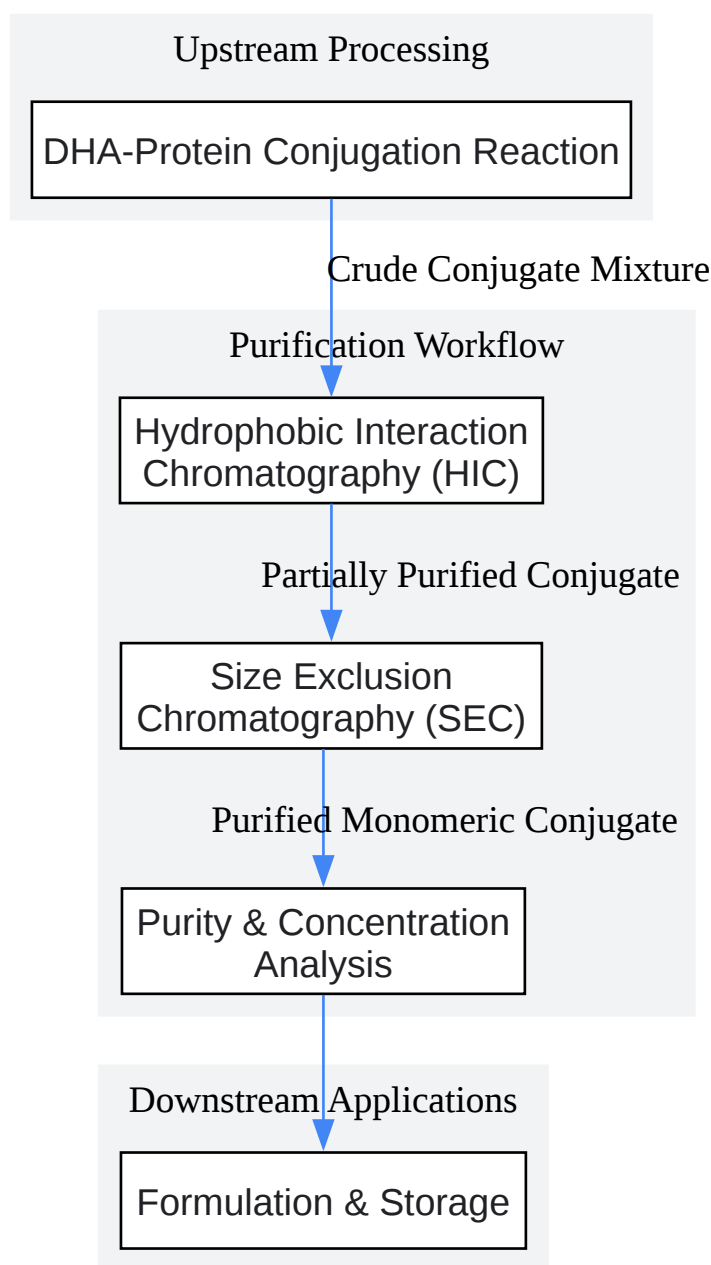 Upstream Processing
DHA-Protein Conjugation Reaction
Crude Conjugate Mixture
Purification Workflow
Hydrophobic Interaction
Chromatography (HIC)
Partially Purified Conjugate
Size Exclusion
Chromatography (SEC)
Purified Monomeric Conjugate
Purity & Concentration
Analysis
Downstream Applications
Formulation & Storage